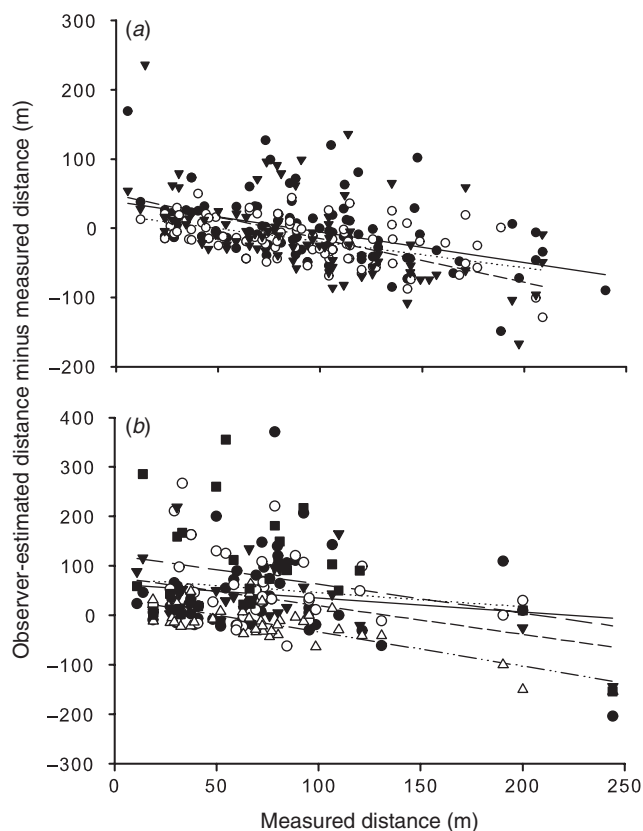 Observer-estimated distance minus measured distance (m)
(a)
300
200
100
0
–100
–200
(b)
400
300
200
100
0
–100
–200
–300
0 50 100 150 200 250
Measured distance (m)